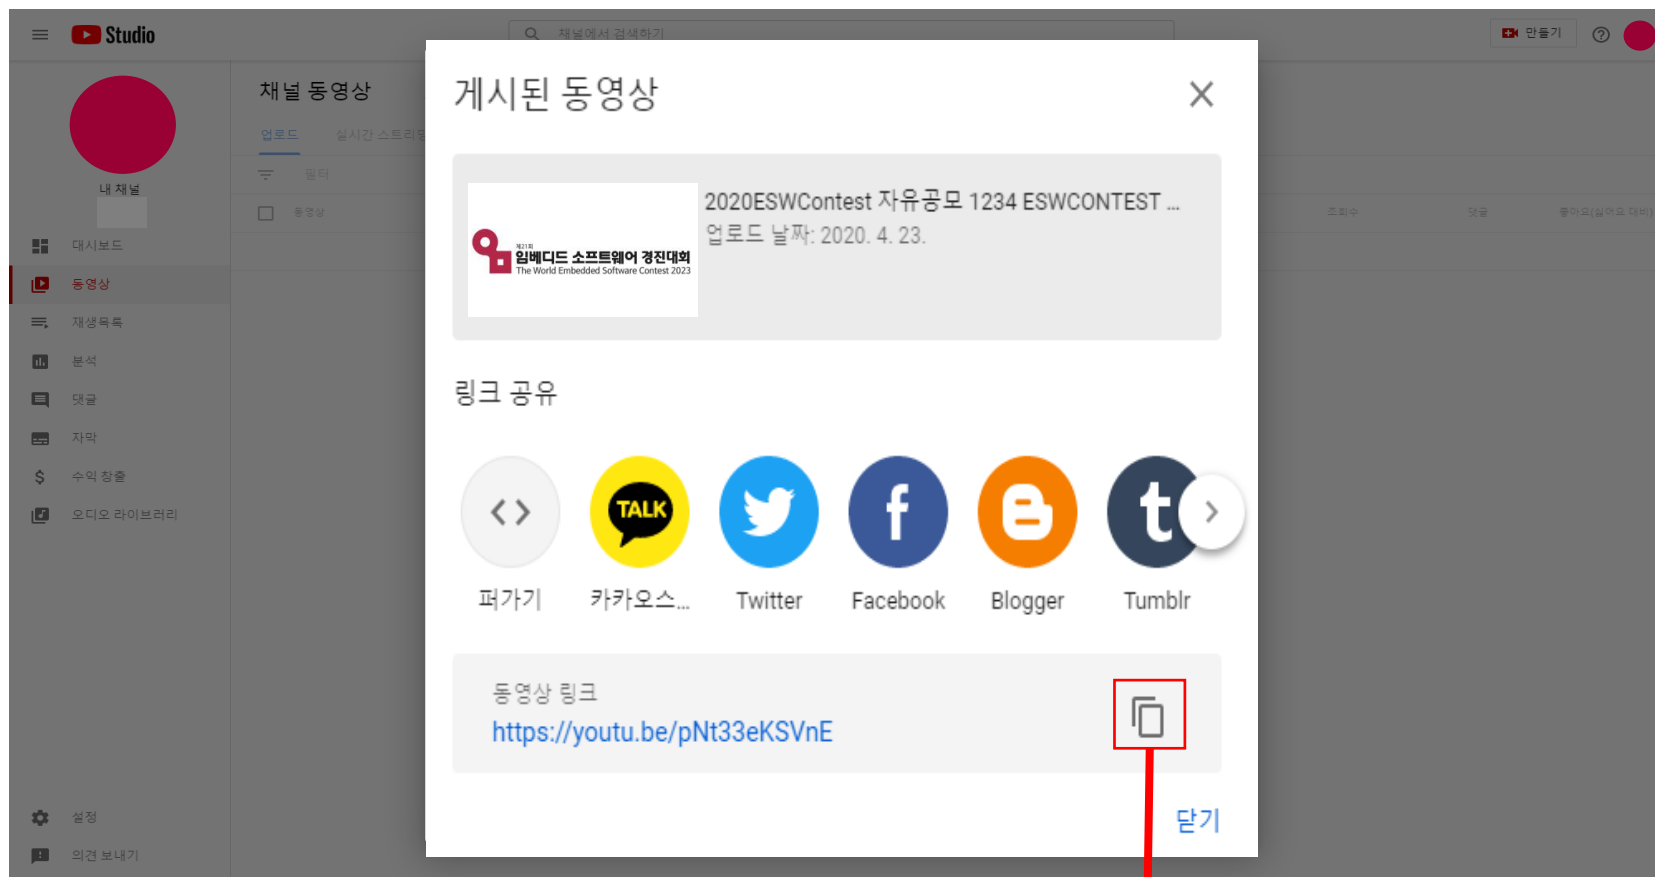 Studio
채널에서 검색하기
만들기
내 채널
대시보드
동영상
재생목록
분석
댓글
자막
수익 창출
오디오 라이브러리
설정
의견 보내기
채널 동영상
업로드 실시간 스트리밍
필터
동영상
조회수 댓글 좋아요(싫어요 대비)
게시된 동영상
제21회
임베디드 소프트웨어 경진대회
The World Embedded Software Contest 2023
2020ESWContest 자유공모 1234 ESWCONTEST ...
업로드 날짜: 2020. 4. 23.
링크 공유
TALK
퍼가기 카카오스... Twitter Facebook Blogger Tumblr
동영상 링크
https://youtu.be/pNt33eKSVnE
닫기